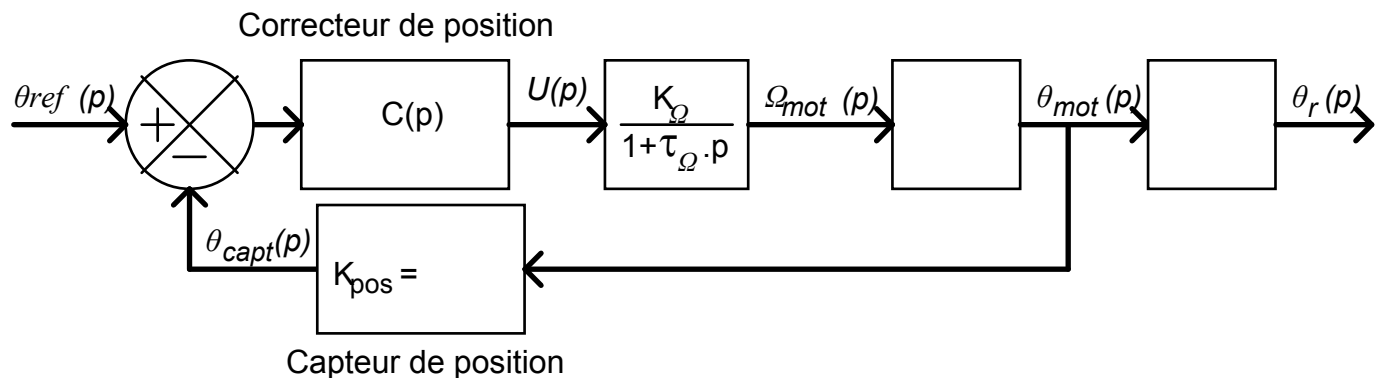 Correcteur de position
θref (p)
+
−
C(p)
U(p)
K_Ω
1+τ_Ω.p
Ω_mot (p)
θ_mot(p)
θ_r(p)
θ_capt(p)
K_pos =
Capteur de position